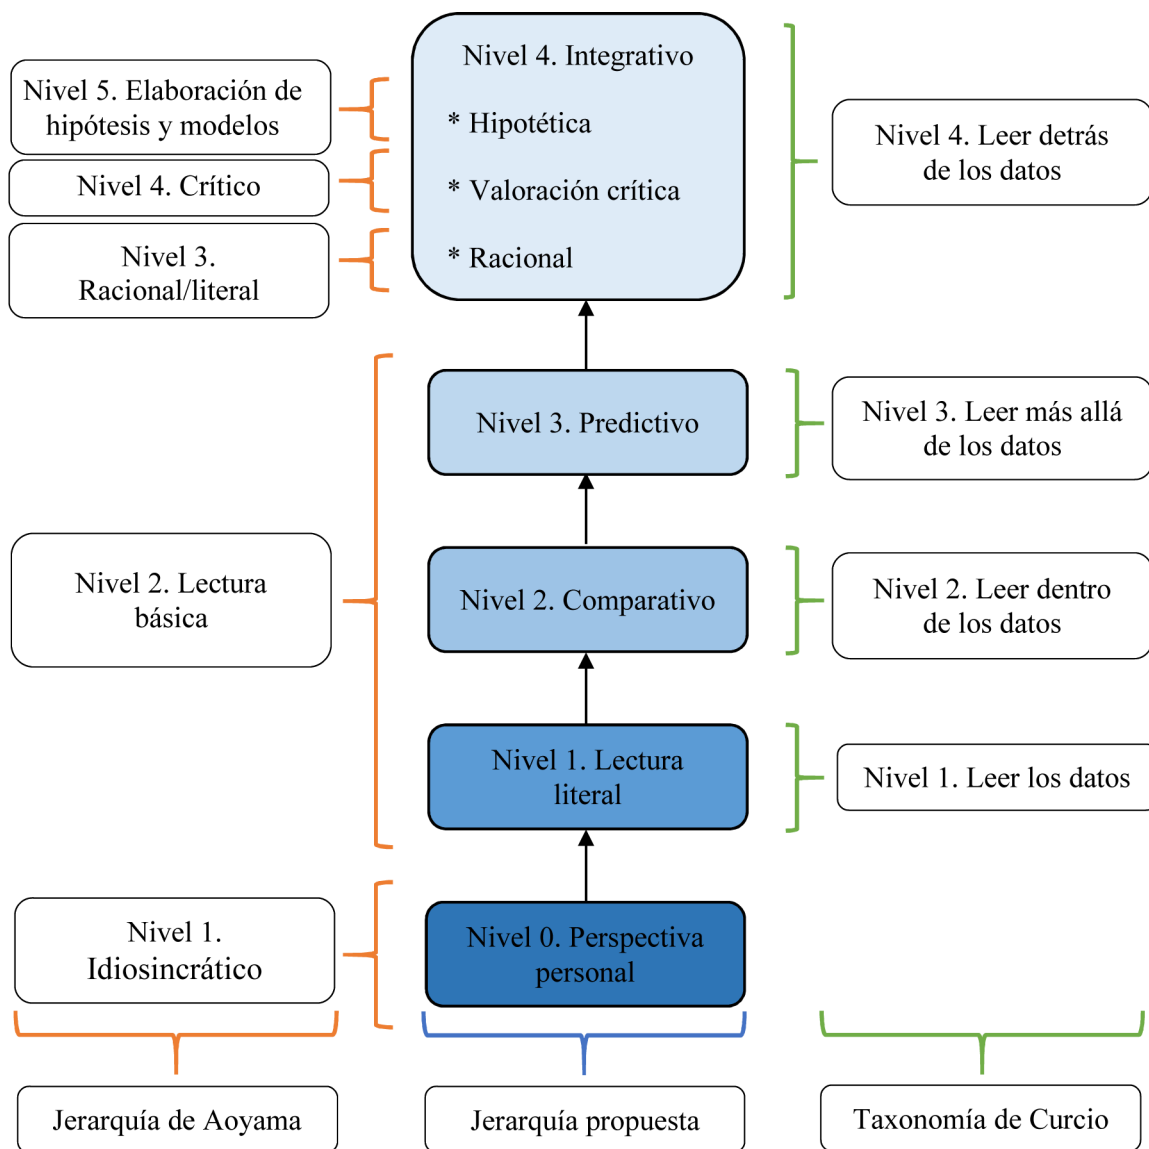 Nivel 5. Elaboración de
hipótesis y modelos
Nivel 4. Crítico
Nivel 3.
Racional/literal
Nivel 2. Lectura
básica
Nivel 1.
Idiosincrático
Jerarquía de Aoyama
Nivel 4. Integrativo
* Hipotética
* Valoración crítica
* Racional
Nivel 3. Predictivo
Nivel 2. Comparativo
Nivel 1. Lectura
literal
Nivel 0. Perspectiva
personal
Jerarquía propuesta
Nivel 4. Leer detrás
de los datos
Nivel 3. Leer más allá
de los datos
Nivel 2. Leer dentro
de los datos
Nivel 1. Leer los datos
Taxonomía de Curcio